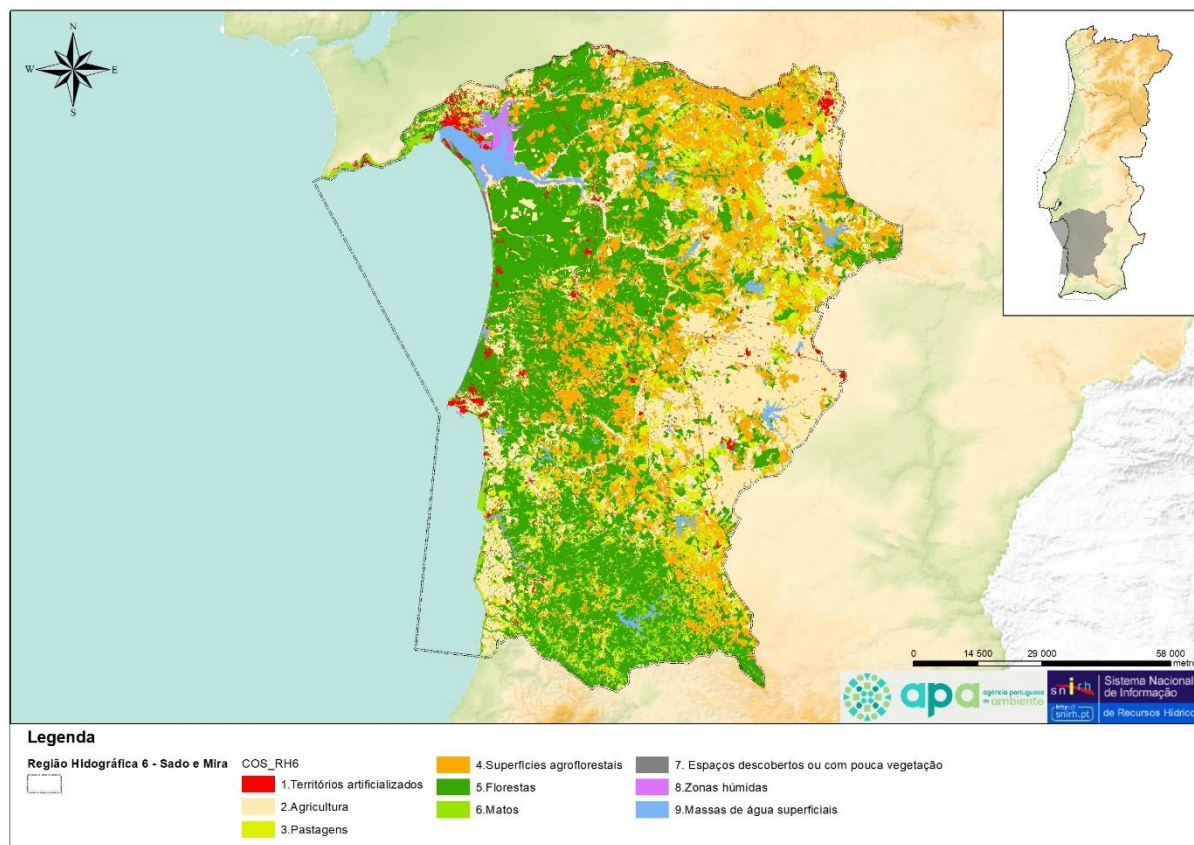 N
W E
S
0 14 500 29 000 58 000
metro
apa agência portuguesa
do ambiente
snirh
http://
snirh.pt
Sistema Nacional
de Informação
de Recursos Hídrico
Legenda
Região Hidográfica 6 - Sado e Mira
COS_RH6
1.Territórios artificializados
2.Agricultura
3.Pastagens
4.Superfícies agroflorestais
5.Florestas
6.Matos
7. Espaços descobertos ou com pouca vegetação
8.Zonas húmidas
9.Massas de água superficiais